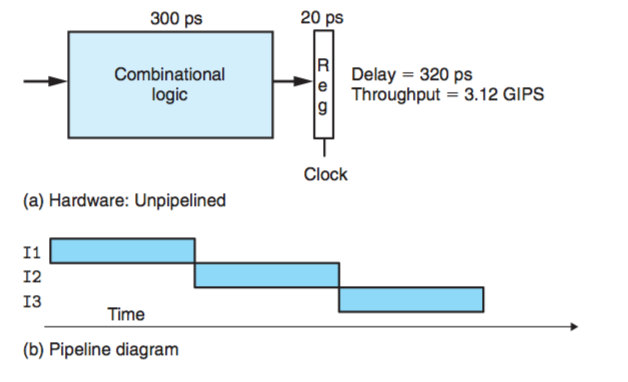 300 ps
20 ps
Combinational
logic
Reg
Delay = 320 ps
Throughput = 3.12 GIPS
Clock
(a) Hardware: Unpipelined
I1
I2
I3
Time
(b) Pipeline diagram